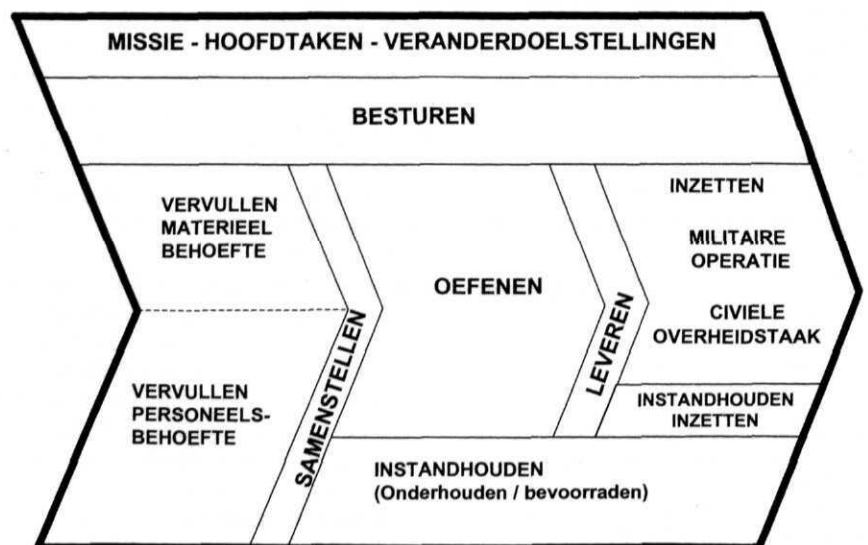 MISSIE - HOOFDTAKEN - VERANDERDOELSTELLINGEN
BESTUREN
VERVULLEN
MATERIEEL
BEHOEFTE
VERVULLEN
PERSONEELS-
BEHOEFTE
SAMENSTELLEN
OEFENEN
LEVEREN
INZETTEN
MILITAIRE
OPERATIE
CIVIELE
OVERHEIDSTAAK
INSTANDHOUDEN
INZETTEN
INSTANDHOUDEN
(Onderhouden / bevoorraden)